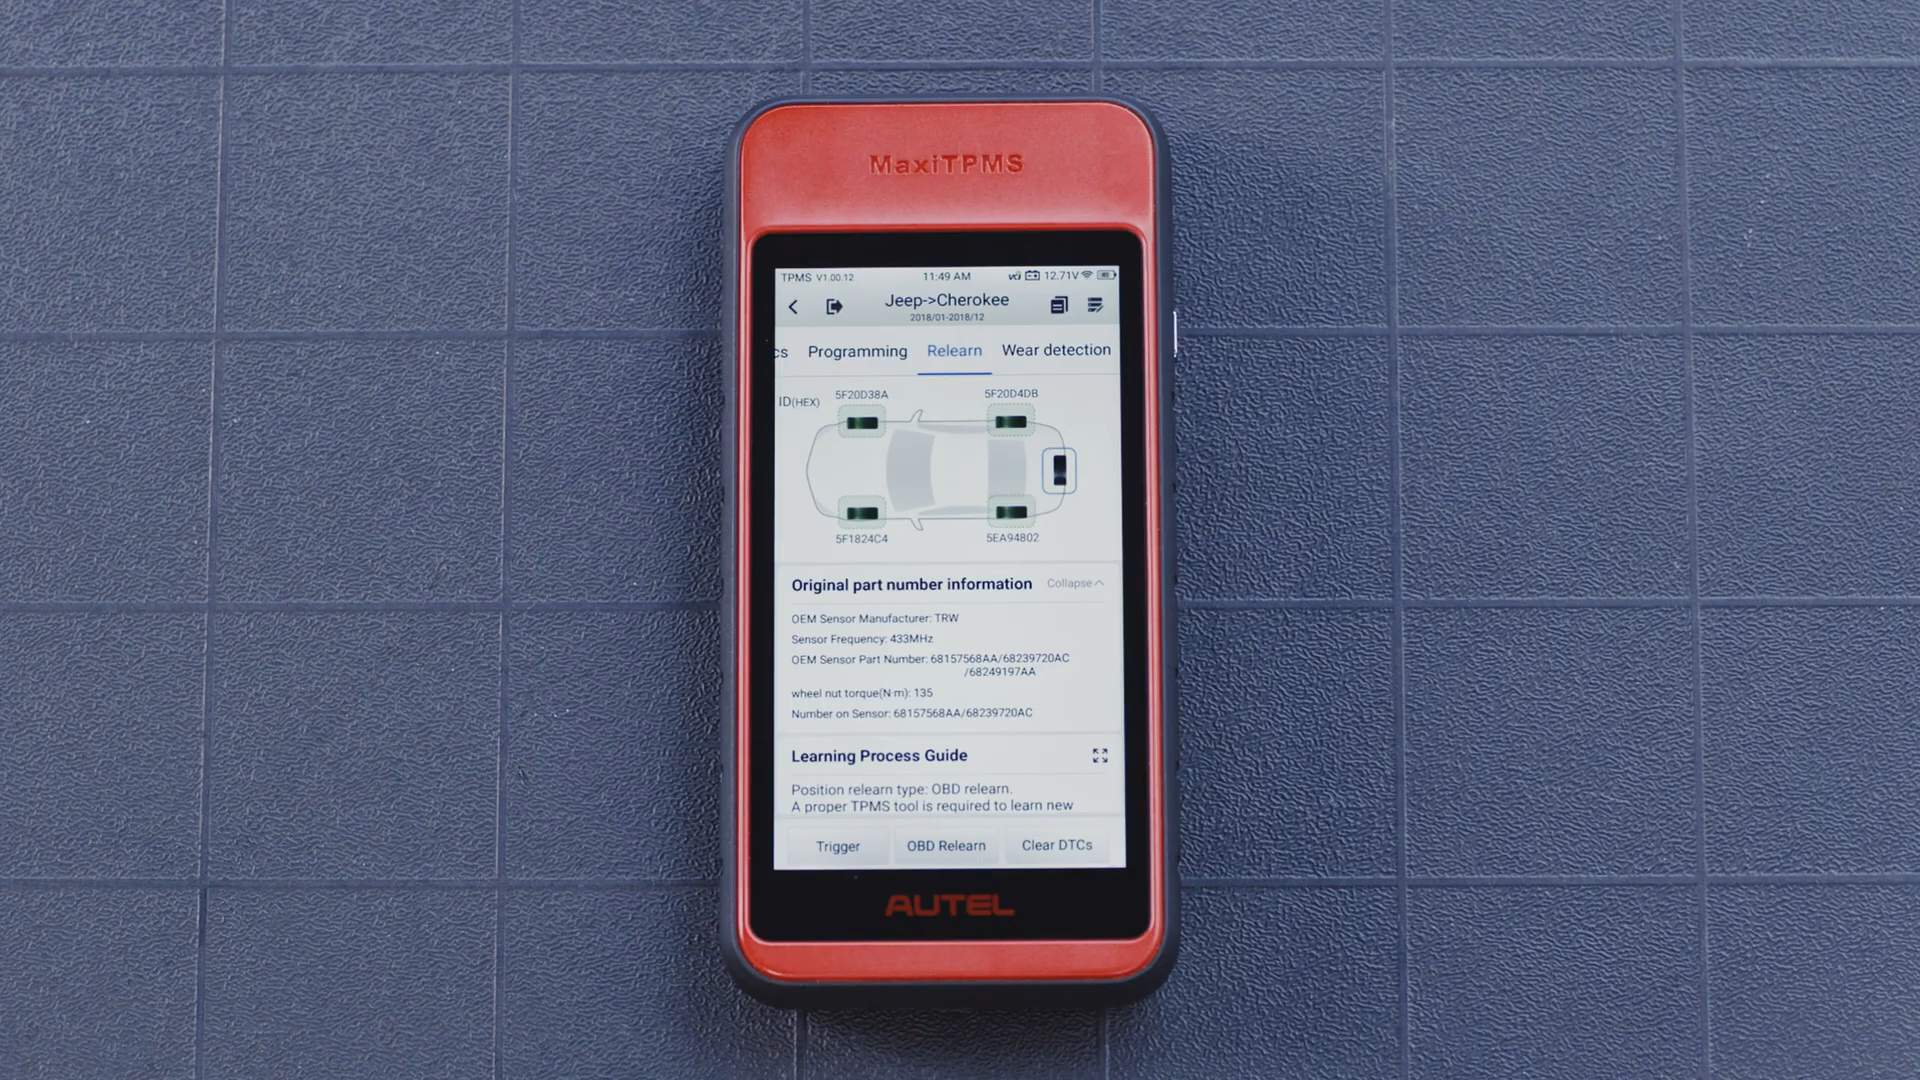 MaxiTPMS
TPMS V1.00.12 11:49 AM vci 12.71V
Jeep->Cherokee
2018/01-2018/12
cs Programming Relearn Wear detection
ID(HEX) 5F20D38A 5F20D4DB
5F1824C4 5EA94802
Original part number information Collapse
OEM Sensor Manufacturer: TRW
Sensor Frequency: 433MHz
OEM Sensor Part Number: 68157568AA/68239720AC
/68249197AA
wheel nut torque(N·m): 135
Number on Sensor: 68157568AA/68239720AC
Learning Process Guide
Position relearn type: OBD relearn.
A proper TPMS tool is required to learn new
Trigger OBD Relearn Clear DTCs
AUTEL